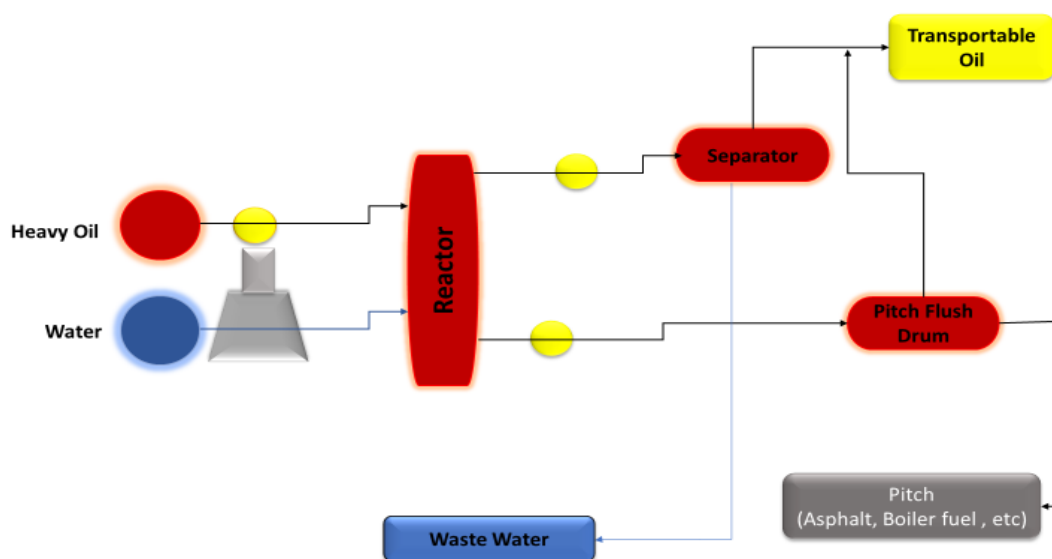 Transportable
Oil
Separator
Heavy Oil
Reactor
Water
Pitch Flush
Drum
Pitch
(Asphalt, Boiler fuel , etc)
Waste Water